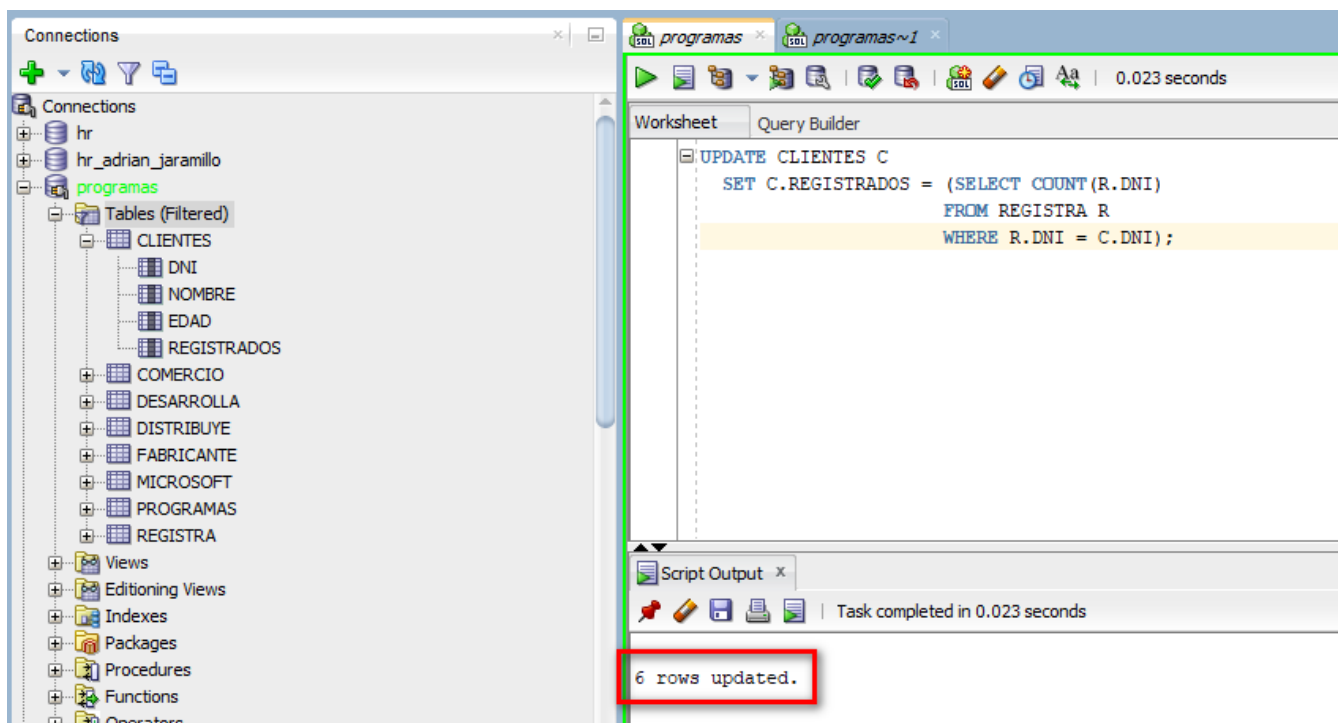 Connections
Connections
hr
hr_adrian_jaramillo
programas
Tables (Filtered)
CLIENTES
DNI
NOMBRE
EDAD
REGISTRADOS
COMERCIO
DESARROLLA
DISTRIBUYE
FABRICANTE
MICROSOFT
PROGRAMAS
REGISTRA
Views
Editioning Views
Indexes
Packages
Procedures
Functions
Operators
programas programas~1
0.023 seconds
Worksheet Query Builder
UPDATE CLIENTES C
SET C.REGISTRADOS = (SELECT COUNT(R.DNI)
FROM REGISTRA R
WHERE R.DNI = C.DNI);
Script Output
Task completed in 0.023 seconds
6 rows updated.